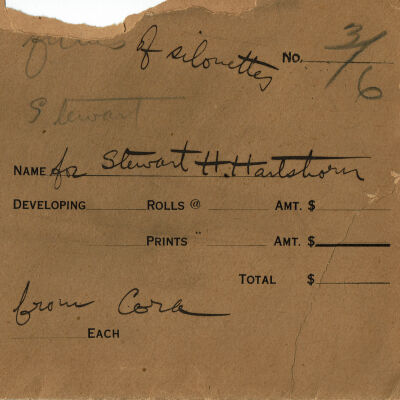 films of silouettes No. 3/6
Stewart
NAME for Stewart H. Hartshorn
DEVELOPING ROLLS @ AMT. $
PRINTS " AMT. $
TOTAL $
from Cora
EACH